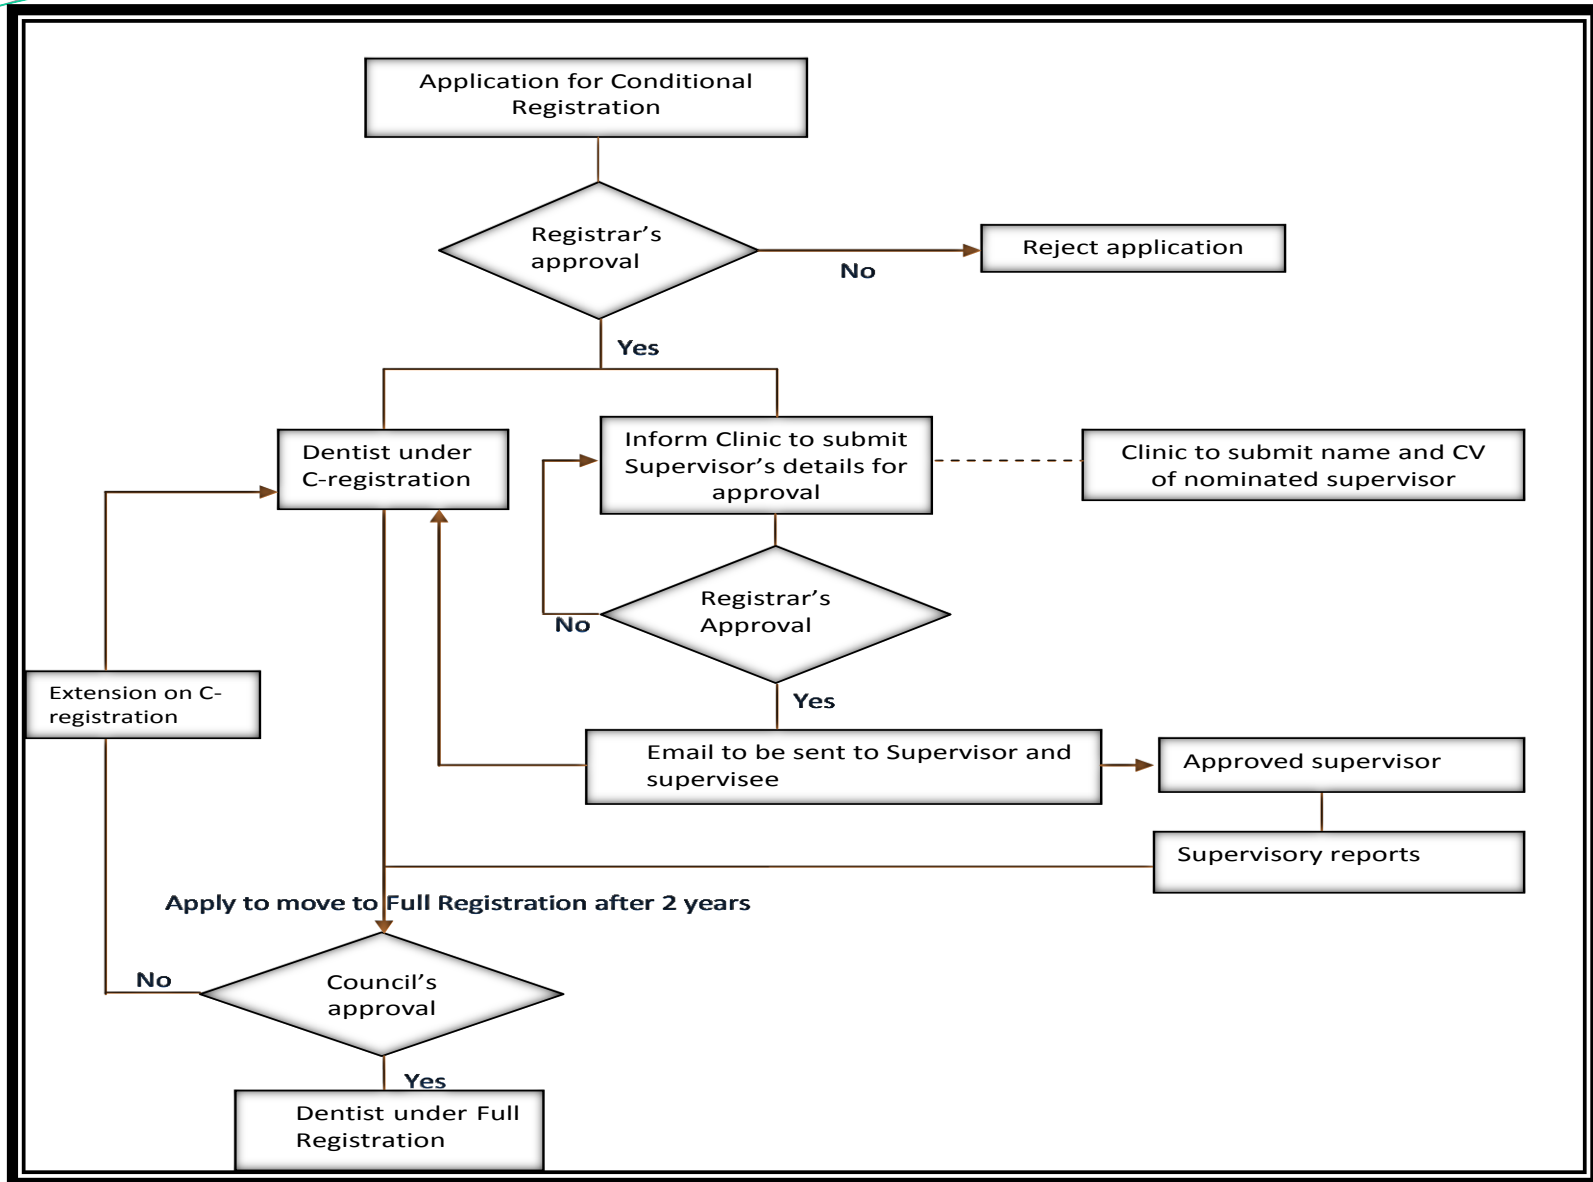 Application for Conditional
Registration
Registrar's
approval
No
Reject application
Yes
Dentist under
C-registration
Inform Clinic to submit
Supervisor's details for
approval
Clinic to submit name and CV
of nominated supervisor
Registrar's
Approval
No
Yes
Extension on C-
registration
Email to be sent to Supervisor and
supervisee
Approved supervisor
Supervisory reports
Apply to move to Full Registration after 2 years
No
Council's
approval
Yes
Dentist under Full
Registration